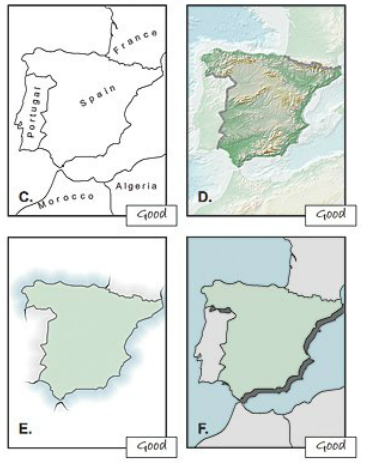 France
Portugal
Spain
C.
Morocco
Algeria
Good
D.
Good
E.
Good
F.
Good